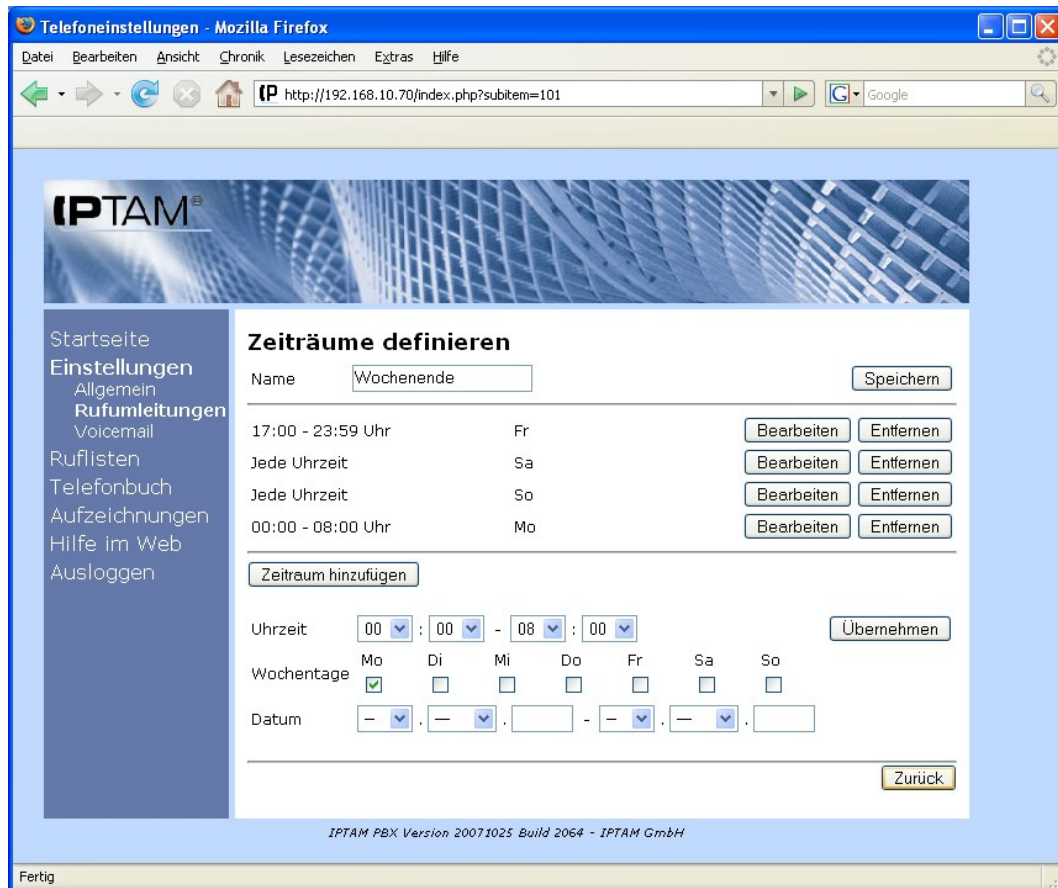 Telefoneinstellungen - Mozilla Firefox
Datei Bearbeiten Ansicht Chronik Lesezeichen Extras Hilfe
http://192.168.10.70/index.php?subitem=101 Google
IPTAM®
Startseite
Einstellungen
Allgemein
Rufumleitungen
Voicemail
Ruflisten
Telefonbuch
Aufzeichnungen
Hilfe im Web
Ausloggen
Zeiträume definieren
Name Wochenende Speichern
17:00 - 23:59 Uhr Fr Bearbeiten Entfernen
Jede Uhrzeit Sa Bearbeiten Entfernen
Jede Uhrzeit So Bearbeiten Entfernen
00:00 - 08:00 Uhr Mo Bearbeiten Entfernen
Zeitraum hinzufügen
Uhrzeit 00 : 00 - 08 : 00 Übernehmen
Mo Di Mi Do Fr Sa So
Wochentage
Datum – . — . - – . — .
Zurück
IPTAM PBX Version 20071025 Build 2064 - IPTAM GmbH
Fertig